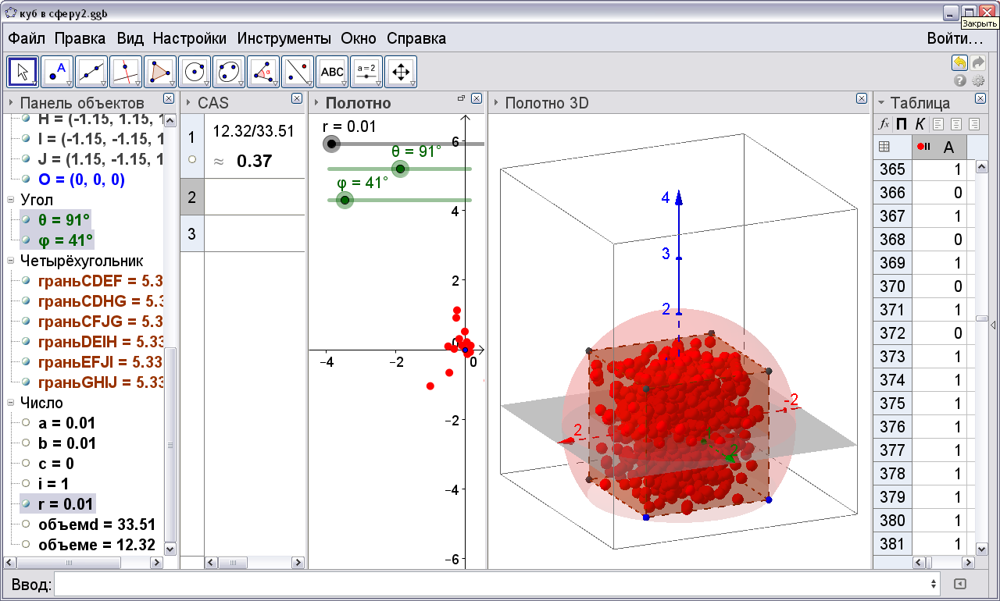 куб в сферу2.ggb
Закрыть
Файл Правка Вид Настройки Инструменты Окно Справка Войти...
A α ABC a=2
Панель объектов
H = (-1.15, 1.15, 1
I = (-1.15, -1.15, 1
J = (1.15, -1.15, 1
O = (0, 0, 0)
Угол
θ = 91°
φ = 41°
Четырёхугольник
граньCDEF = 5.3
граньCDHG = 5.3
граньCFJG = 5.3
граньDEIH = 5.33
граньEFJI = 5.33
граньGHIJ = 5.33
Число
a = 0.01
b = 0.01
c = 0
i = 1
r = 0.01
объемd = 33.51
объеме = 12.32
CAS
1 12.32/33.51
≈ 0.37
2
3
Полотно
r = 0.01
θ = 91°
φ = 41°
6
4
2
0
−4 −2 0
−2
−4
−6
Полотно 3D
4
3
2
-2
2
1
2
Таблица
fx П К
A
365 1
366 0
367 1
368 0
369 1
370 0
371 1
372 0
373 1
374 1
375 1
376 1
377 1
378 1
379 1
380 1
381 1
Ввод: